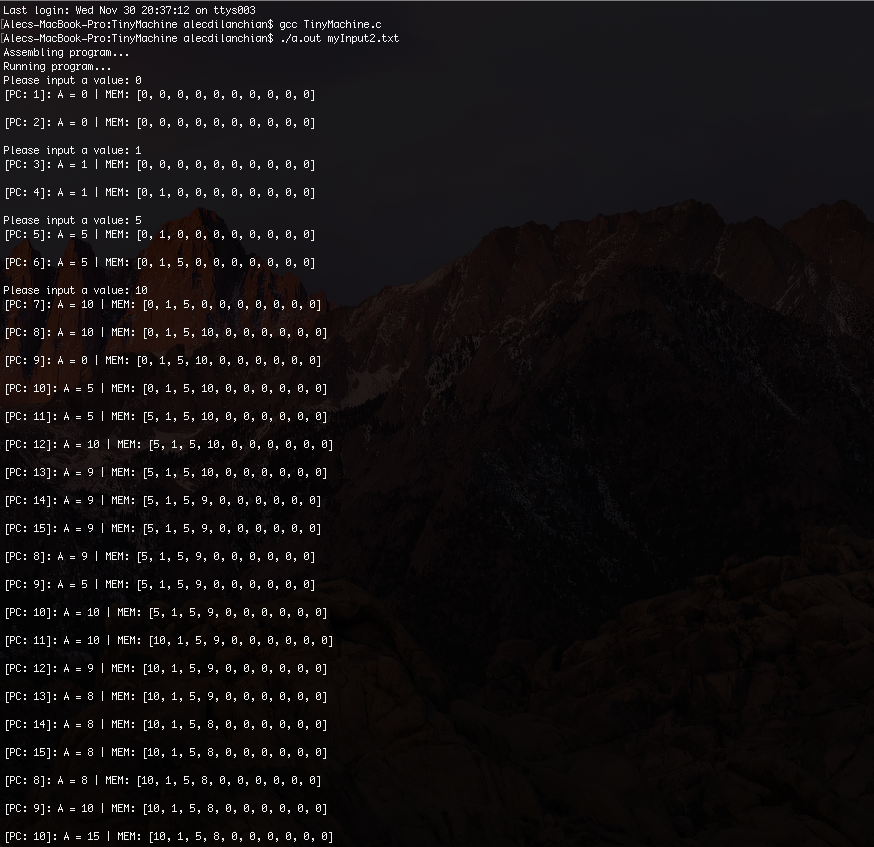 Last login: Wed Nov 30 20:37:12 on ttys003
[Alecs-MacBook-Pro:TinyMachine alecdilanchian$ gcc TinyMachine.c
[Alecs-MacBook-Pro:TinyMachine alecdilanchian$ ./a.out myInput2.txt
Assembling program...
Running program...
Please input a value: 0
[PC: 1]: A = 0 | MEM: [0, 0, 0, 0, 0, 0, 0, 0, 0, 0]
[PC: 2]: A = 0 | MEM: [0, 0, 0, 0, 0, 0, 0, 0, 0, 0]
Please input a value: 1
[PC: 3]: A = 1 | MEM: [0, 0, 0, 0, 0, 0, 0, 0, 0, 0]
[PC: 4]: A = 1 | MEM: [0, 1, 0, 0, 0, 0, 0, 0, 0, 0]
Please input a value: 5
[PC: 5]: A = 5 | MEM: [0, 1, 0, 0, 0, 0, 0, 0, 0, 0]
[PC: 6]: A = 5 | MEM: [0, 1, 5, 0, 0, 0, 0, 0, 0, 0]
Please input a value: 10
[PC: 7]: A = 10 | MEM: [0, 1, 5, 0, 0, 0, 0, 0, 0, 0]
[PC: 8]: A = 10 | MEM: [0, 1, 5, 10, 0, 0, 0, 0, 0, 0]
[PC: 9]: A = 0 | MEM: [0, 1, 5, 10, 0, 0, 0, 0, 0, 0]
[PC: 10]: A = 5 | MEM: [0, 1, 5, 10, 0, 0, 0, 0, 0, 0]
[PC: 11]: A = 5 | MEM: [5, 1, 5, 10, 0, 0, 0, 0, 0, 0]
[PC: 12]: A = 10 | MEM: [5, 1, 5, 10, 0, 0, 0, 0, 0, 0]
[PC: 13]: A = 9 | MEM: [5, 1, 5, 10, 0, 0, 0, 0, 0, 0]
[PC: 14]: A = 9 | MEM: [5, 1, 5, 9, 0, 0, 0, 0, 0, 0]
[PC: 15]: A = 9 | MEM: [5, 1, 5, 9, 0, 0, 0, 0, 0, 0]
[PC: 8]: A = 9 | MEM: [5, 1, 5, 9, 0, 0, 0, 0, 0, 0]
[PC: 9]: A = 5 | MEM: [5, 1, 5, 9, 0, 0, 0, 0, 0, 0]
[PC: 10]: A = 10 | MEM: [5, 1, 5, 9, 0, 0, 0, 0, 0, 0]
[PC: 11]: A = 10 | MEM: [10, 1, 5, 9, 0, 0, 0, 0, 0, 0]
[PC: 12]: A = 9 | MEM: [10, 1, 5, 9, 0, 0, 0, 0, 0, 0]
[PC: 13]: A = 8 | MEM: [10, 1, 5, 9, 0, 0, 0, 0, 0, 0]
[PC: 14]: A = 8 | MEM: [10, 1, 5, 8, 0, 0, 0, 0, 0, 0]
[PC: 15]: A = 8 | MEM: [10, 1, 5, 8, 0, 0, 0, 0, 0, 0]
[PC: 8]: A = 8 | MEM: [10, 1, 5, 8, 0, 0, 0, 0, 0, 0]
[PC: 9]: A = 10 | MEM: [10, 1, 5, 8, 0, 0, 0, 0, 0, 0]
[PC: 10]: A = 15 | MEM: [10, 1, 5, 8, 0, 0, 0, 0, 0, 0]